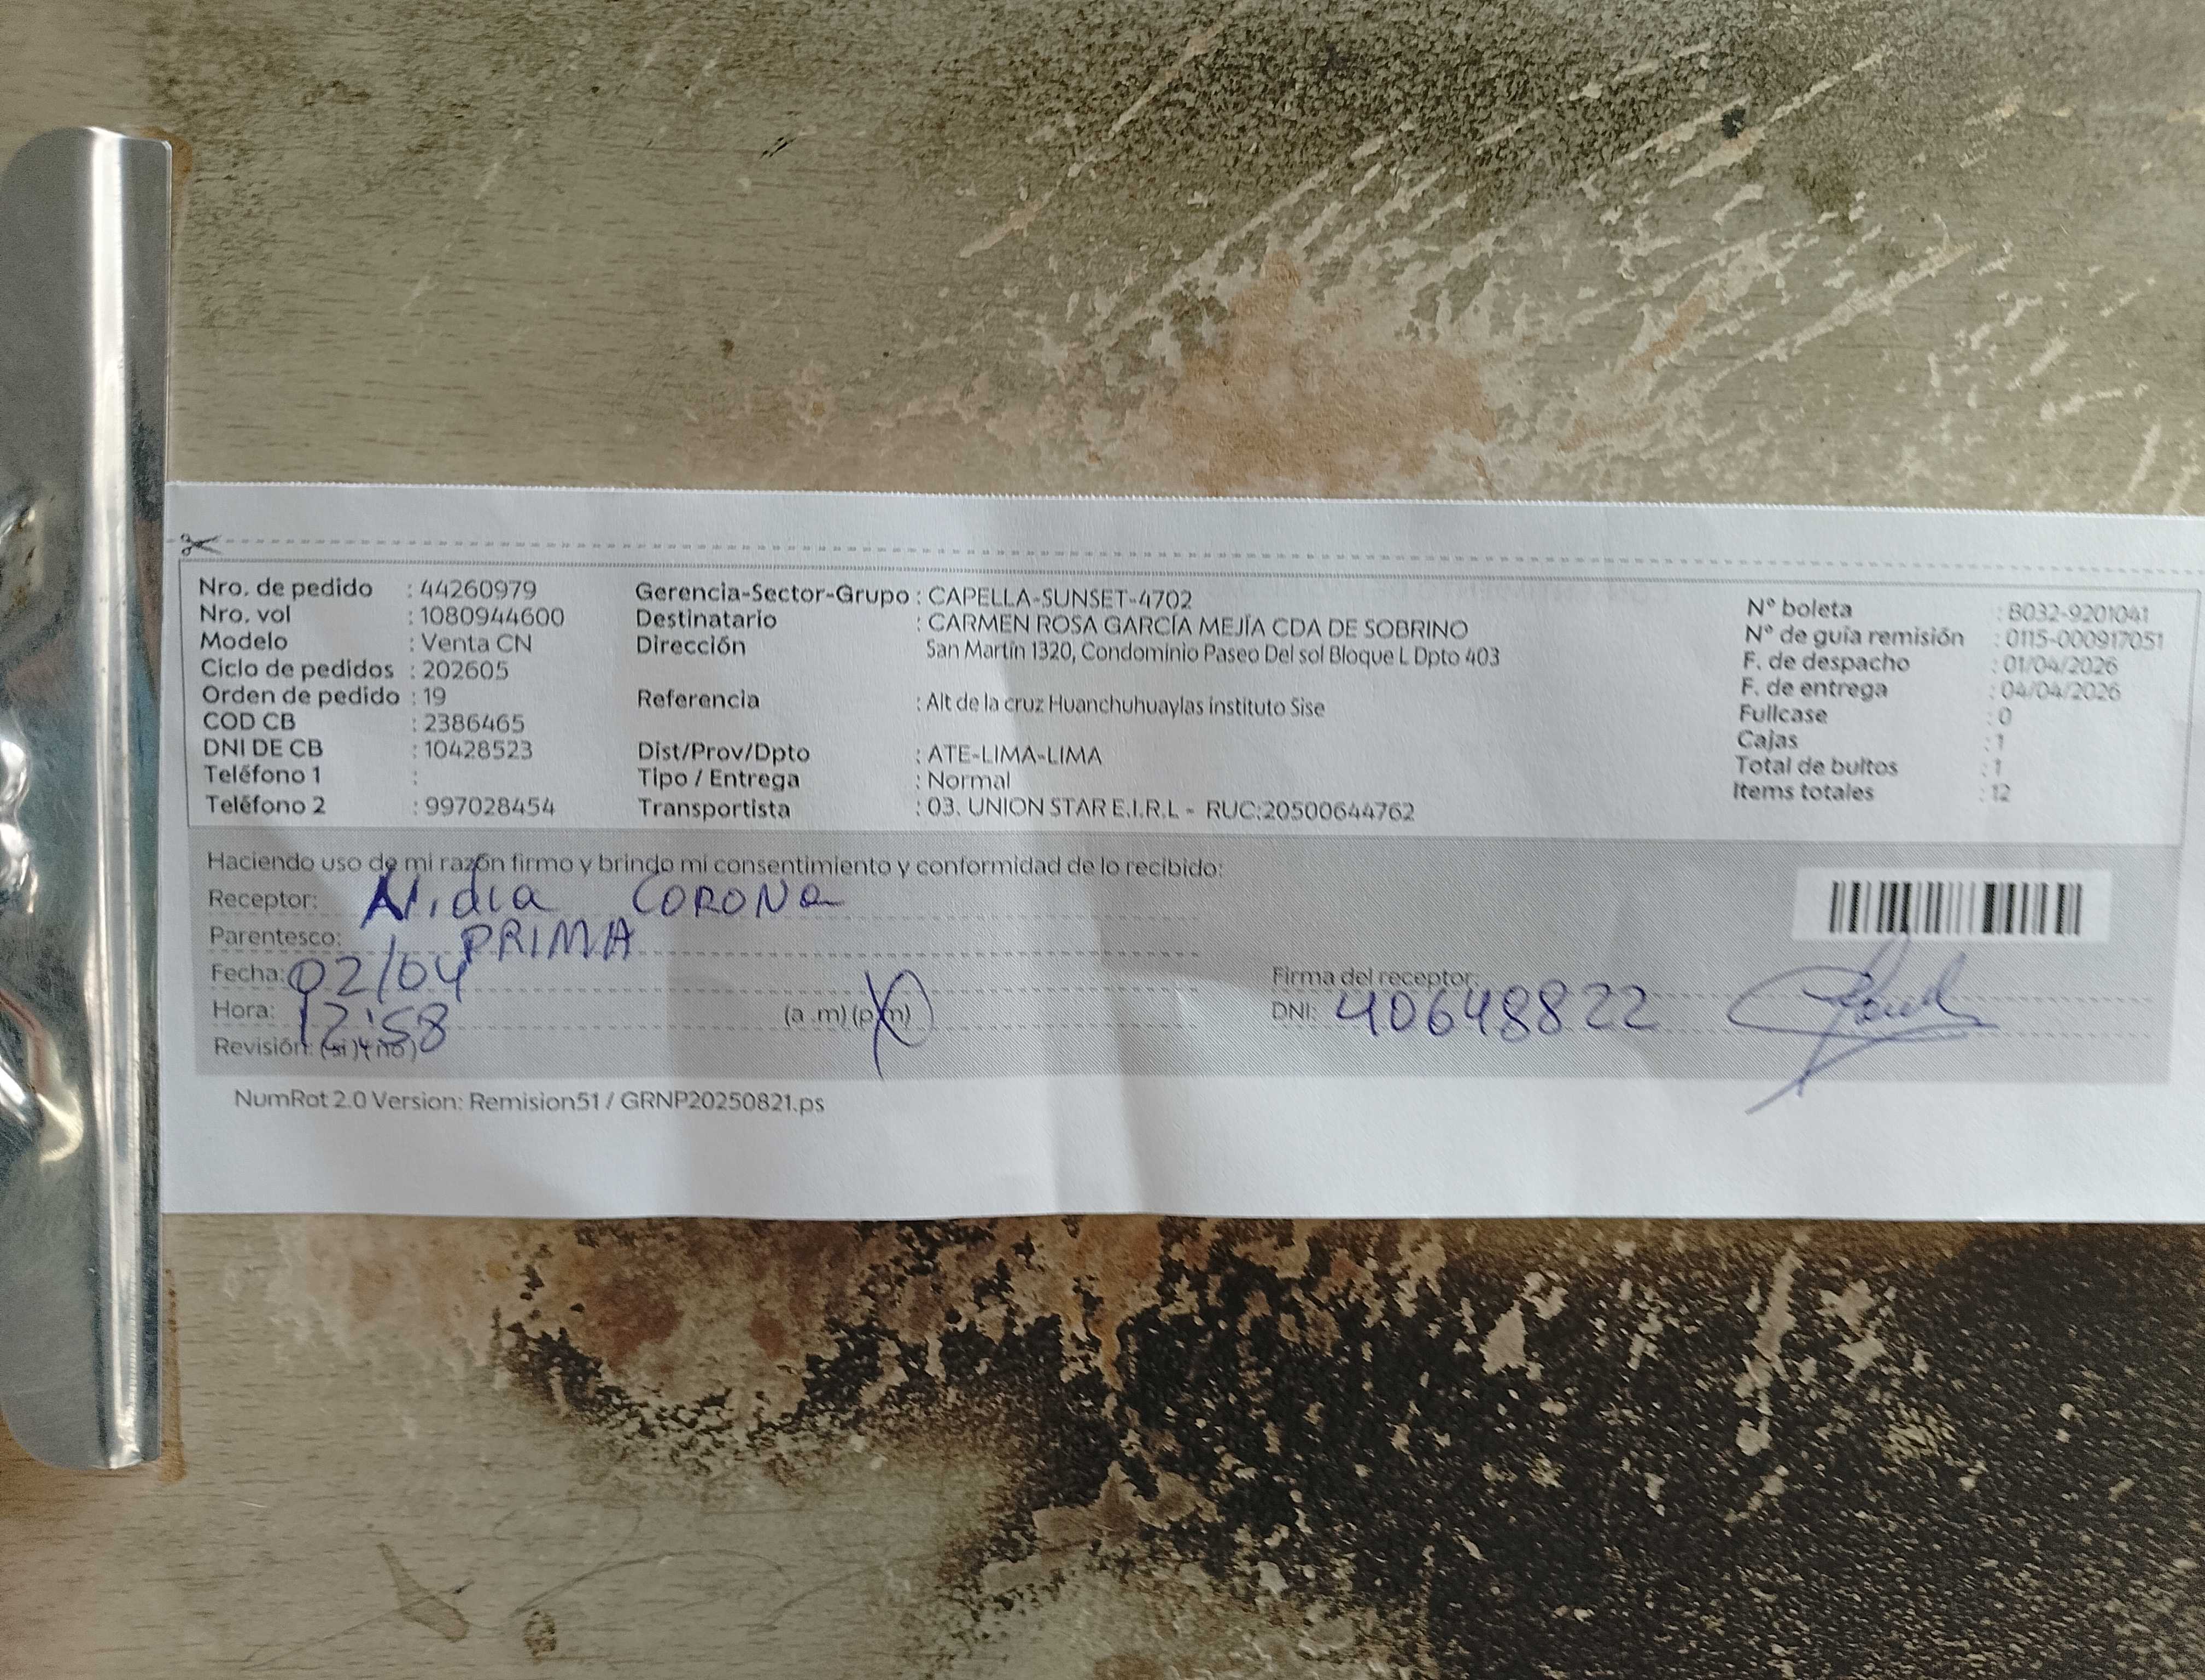 Nro. de pedido : 44260979
Nro. vol : 1080944600
Modelo : Venta CN
Ciclo de pedidos : 202605
Orden de pedido : 19
COD CB : 2386465
DNI DE CB : 10428523
Teléfono 1 :
Teléfono 2 : 997028454
Gerencia-Sector-Grupo : CAPELLA-SUNSET-4702
Destinatario : CARMEN ROSA GARCÍA MEJÍA CDA DE SOBRINO
Dirección San Martín 1320, Condominio Paseo Del sol Bloque L Dpto 403
Referencia : Alt de la cruz Huanchuhuaylas instituto Sise
Dist/Prov/Dpto : ATE-LIMA-LIMA
Tipo / Entrega : Normal
Transportista : 03. UNION STAR E.I.R.L - RUC:20500644762
N° boleta : B032-9201041
N° de guía remisión : 0115-000917051
F. de despacho : 01/04/2026
F. de entrega : 04/04/2026
Fullcase : 0
Cajas : 1
Total de bultos : 1
Items totales : 12
Haciendo uso de mi razón firmo y brindo mi consentimiento y conformidad de lo recibido:
Receptor: Nidia CORONa
Parentesco: PRIMA
Fecha: 02/04
Hora: 12:58 (a .m) (p.m)
Revisión: (si) (no)
Firma del receptor:
DNI: 40648822
NumRot 2.0 Version: Remision51 / GRNP20250821.ps